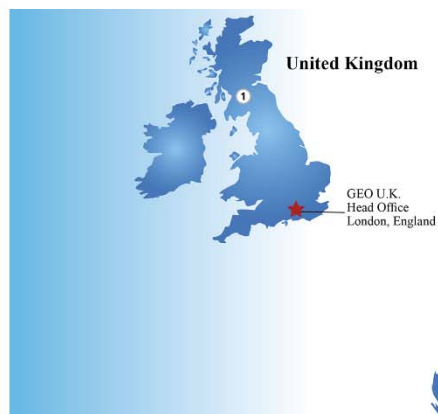 United Kingdom
1
GEO U.K.
Head Office
London, England